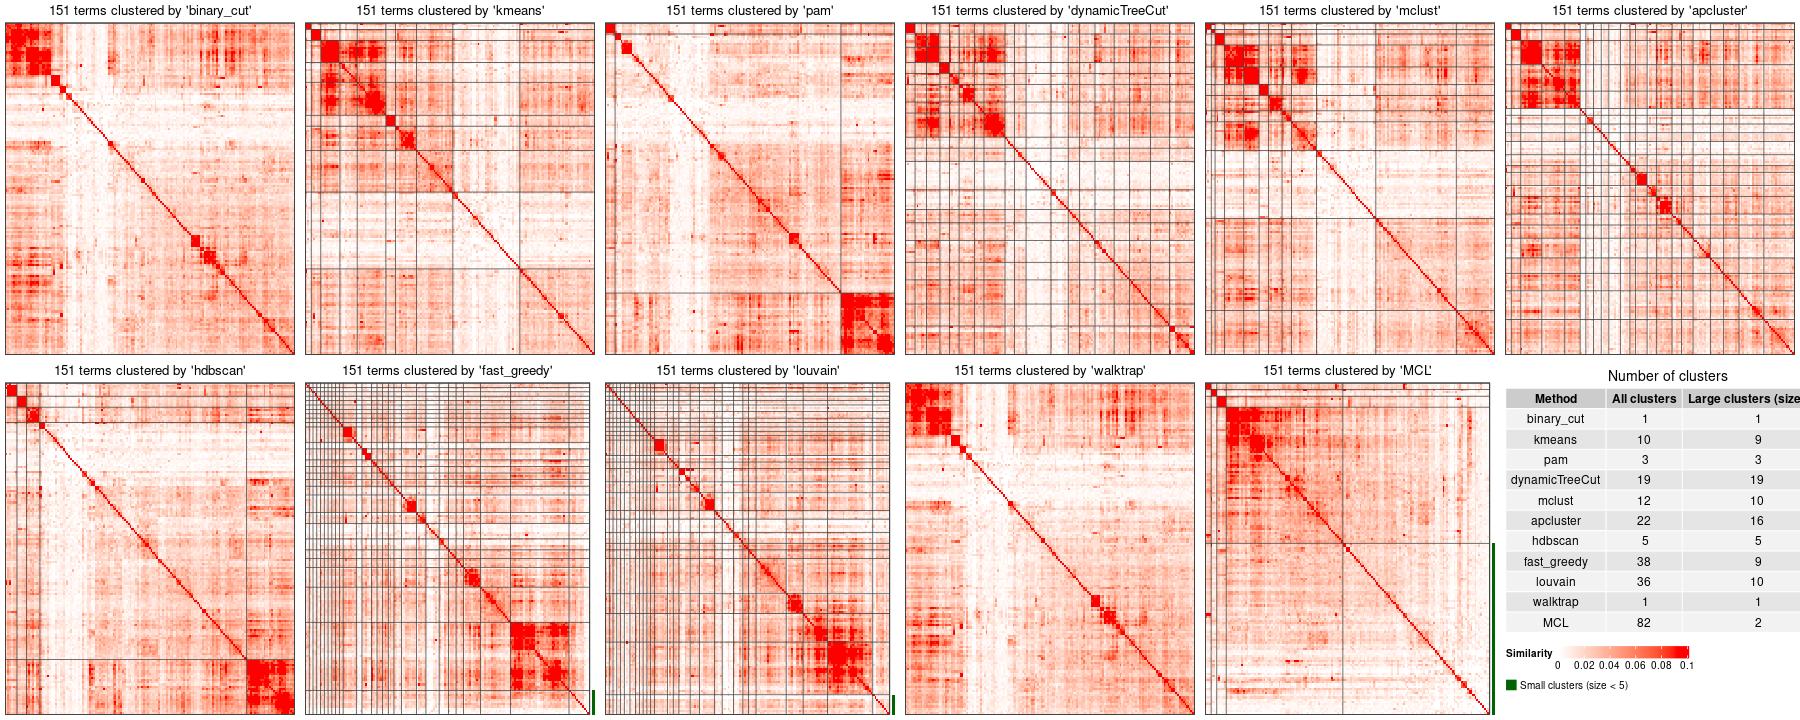 151 terms clustered by 'binary_cut'
151 terms clustered by 'kmeans'
151 terms clustered by 'pam'
151 terms clustered by 'dynamicTreeCut'
151 terms clustered by 'mclust'
151 terms clustered by 'apcluster'
151 terms clustered by 'hdbscan'
151 terms clustered by 'fast_greedy'
151 terms clustered by 'louvain'
151 terms clustered by 'walktrap'
151 terms clustered by 'MCL'
Number of clusters
Method All clusters Large clusters (size
binary_cut 1 1
kmeans 10 9
pam 3 3
dynamicTreeCut 19 19
mclust 12 10
apcluster 22 16
hdbscan 5 5
fast_greedy 38 9
louvain 36 10
walktrap 1 1
MCL 82 2
Similarity
0 0.02 0.04 0.06 0.08 0.1
Small clusters (size < 5)